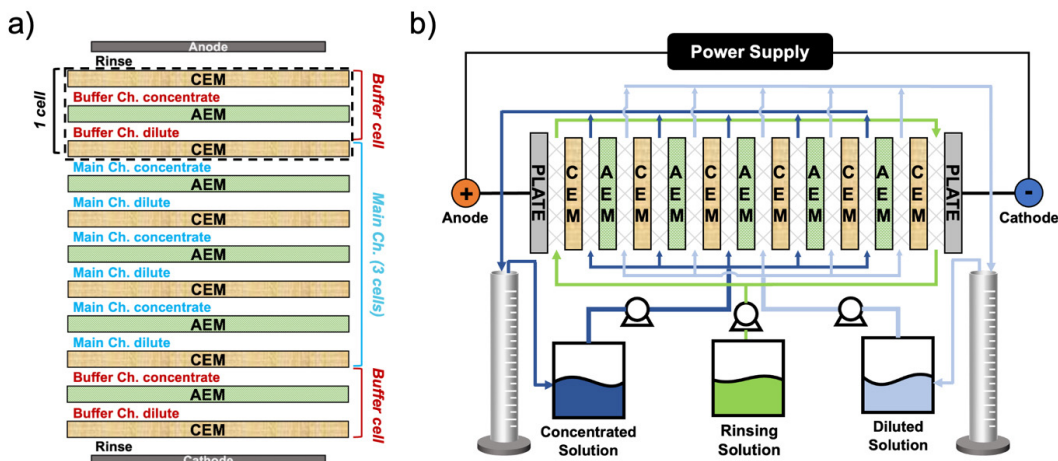 a)
Anode
Rinse
CEM
Buffer Ch. concentrate
AEM
Buffer Ch. dilute
CEM
Main Ch. concentrate
AEM
Main Ch. dilute
CEM
Main Ch. concentrate
AEM
Main Ch. dilute
CEM
Main Ch. concentrate
AEM
Main Ch. dilute
CEM
Buffer Ch. concentrate
AEM
Buffer Ch. dilute
CEM
Rinse
Cathode
1 cell
Buffer cell
Main Ch. (3 cells)
Buffer cell
b)
Power Supply
PLATE
CEM
AEM
CEM
AEM
CEM
AEM
CEM
AEM
CEM
AEM
CEM
PLATE
+
Anode
-
Cathode
Concentrated
Solution
Rinsing
Solution
Diluted
Solution